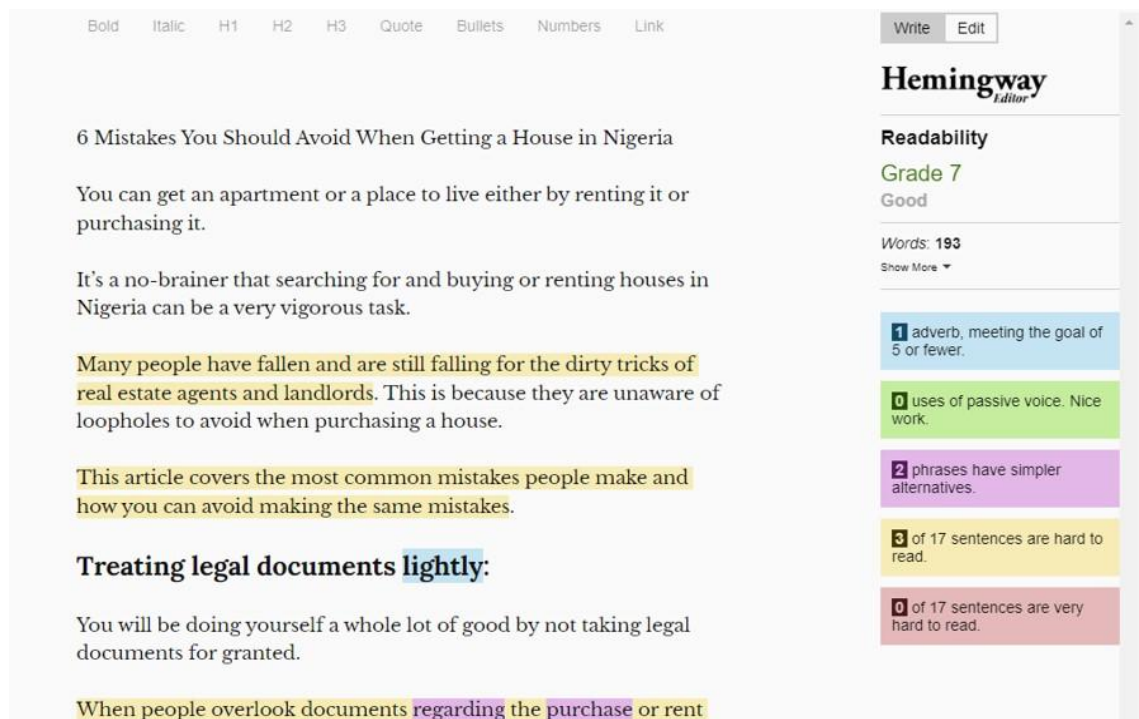 Bold Italic H1 H2 H3 Quote Bullets Numbers Link
6 Mistakes You Should Avoid When Getting a House in Nigeria
You can get an apartment or a place to live either by renting it or
purchasing it.
It's a no-brainer that searching for and buying or renting houses in
Nigeria can be a very vigorous task.
Many people have fallen and are still falling for the dirty tricks of
real estate agents and landlords. This is because they are unaware of
loopholes to avoid when purchasing a house.
This article covers the most common mistakes people make and
how you can avoid making the same mistakes.
Treating legal documents lightly:
You will be doing yourself a whole lot of good by not taking legal
documents for granted.
When people overlook documents regarding the purchase or rent
Write Edit
Hemingway
Editor
Readability
Grade 7
Good
Words: 193
Show More
1 adverb, meeting the goal of
5 or fewer.
0 uses of passive voice. Nice
work.
2 phrases have simpler
alternatives.
3 of 17 sentences are hard to
read.
0 of 17 sentences are very
hard to read.